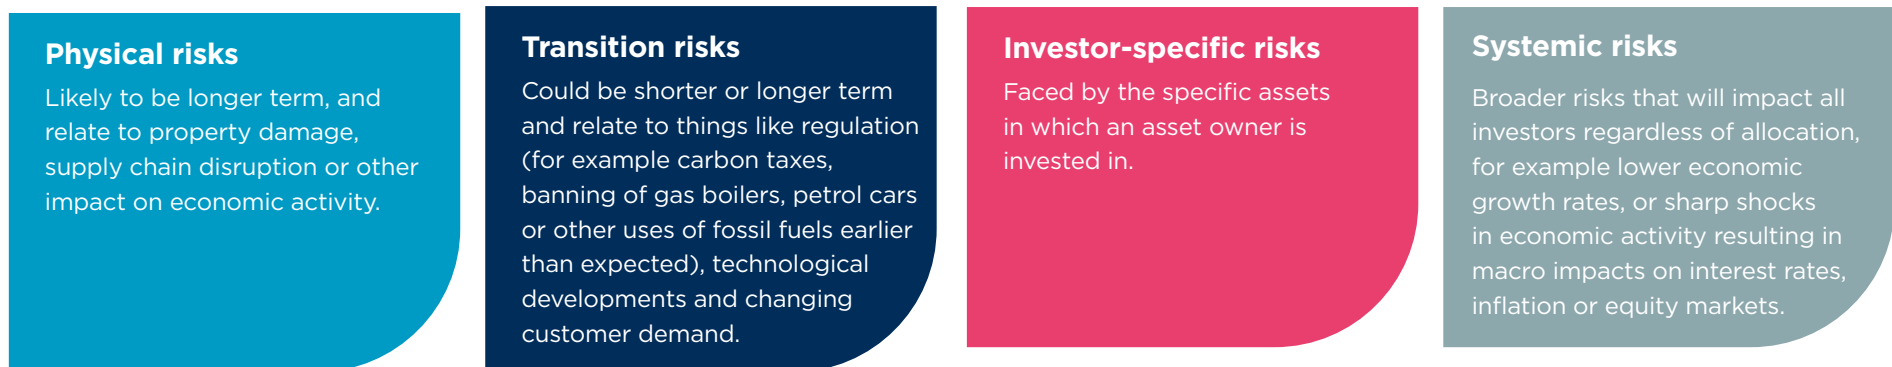 Physical risks
Likely to be longer term, and
relate to property damage,
supply chain disruption or other
impact on economic activity.
Transition risks
Could be shorter or longer term
and relate to things like regulation
(for example carbon taxes,
banning of gas boilers, petrol cars
or other uses of fossil fuels earlier
than expected), technological
developments and changing
customer demand.
Investor-specific risks
Faced by the specific assets
in which an asset owner is
invested in.
Systemic risks
Broader risks that will impact all
investors regardless of allocation,
for example lower economic
growth rates, or sharp shocks
in economic activity resulting in
macro impacts on interest rates,
inflation or equity markets.